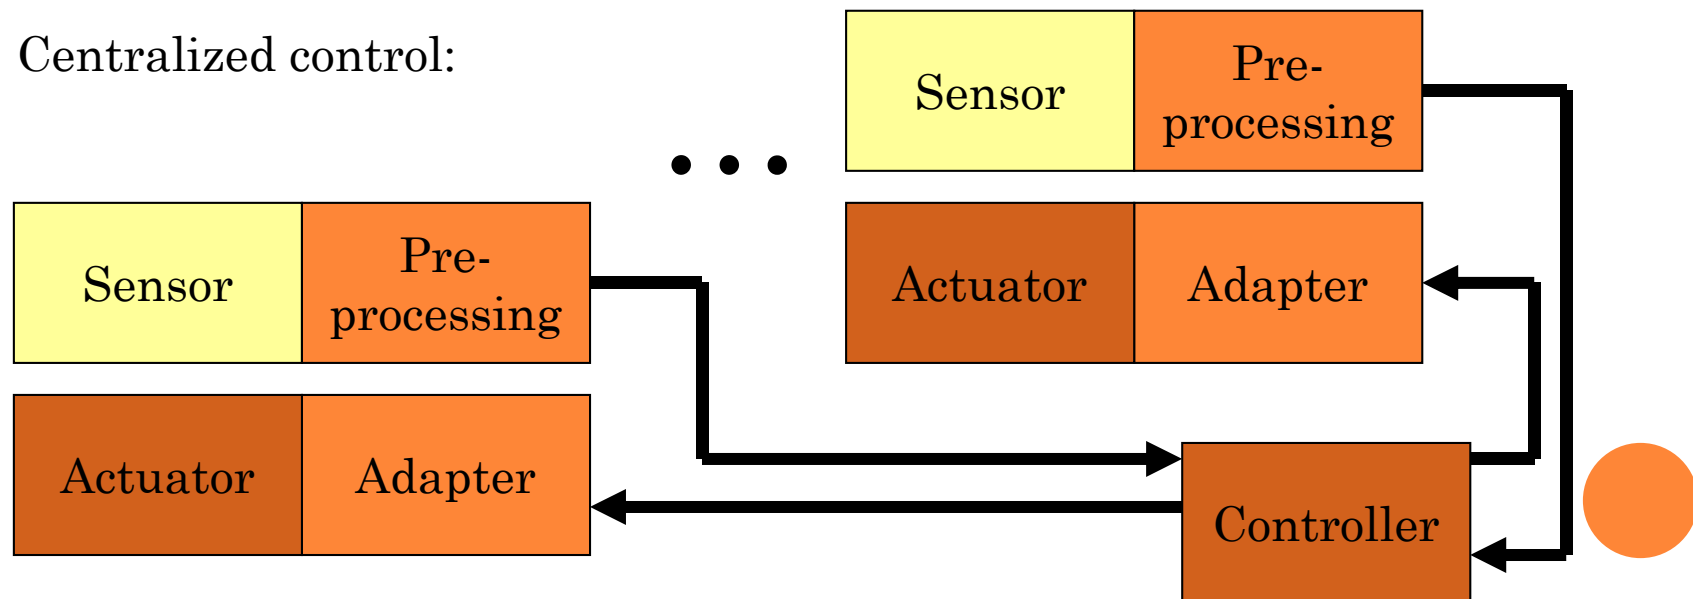 Centralized control:
Sensor
Pre-
processing
...
Sensor
Pre-
processing
Actuator
Adapter
Actuator
Adapter
Controller